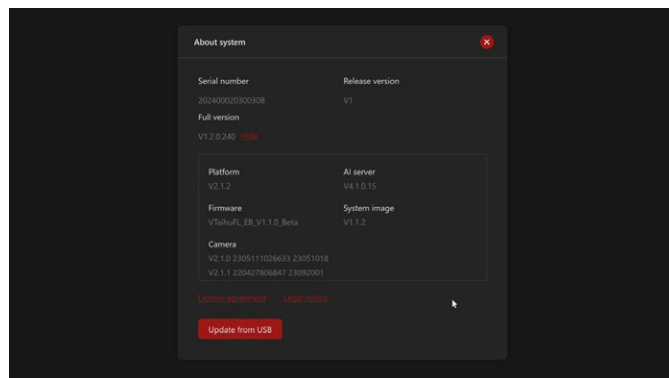 About system
Serial number Release version
202400020300308 V1
Full version
V1.2.0.240 Hide
Platform AI server
V2.1.2 V4.1.0.15
Firmware System image
VTaihuFL_EB_V1.1.0_Beta V1.1.2
Camera
V2.1.0 2305111026633 23051018
V2.1.1 220427806847 23092001
License agreement Legal notice
Update from USB